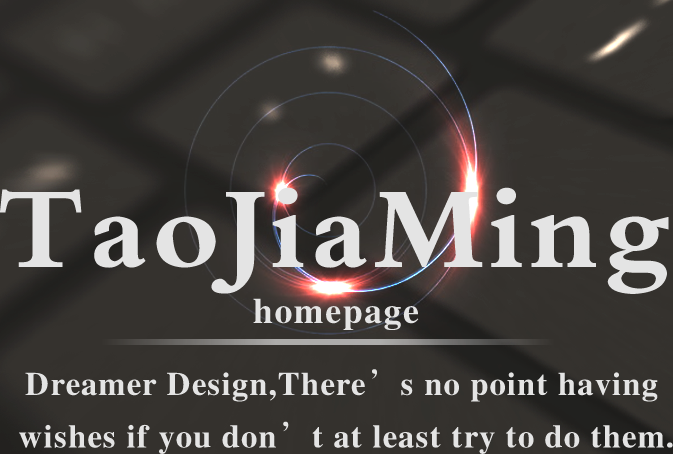 TaoJiaMing
homepage
Dreamer Design,There’s no point having
wishes if you don’t at least try to do them.